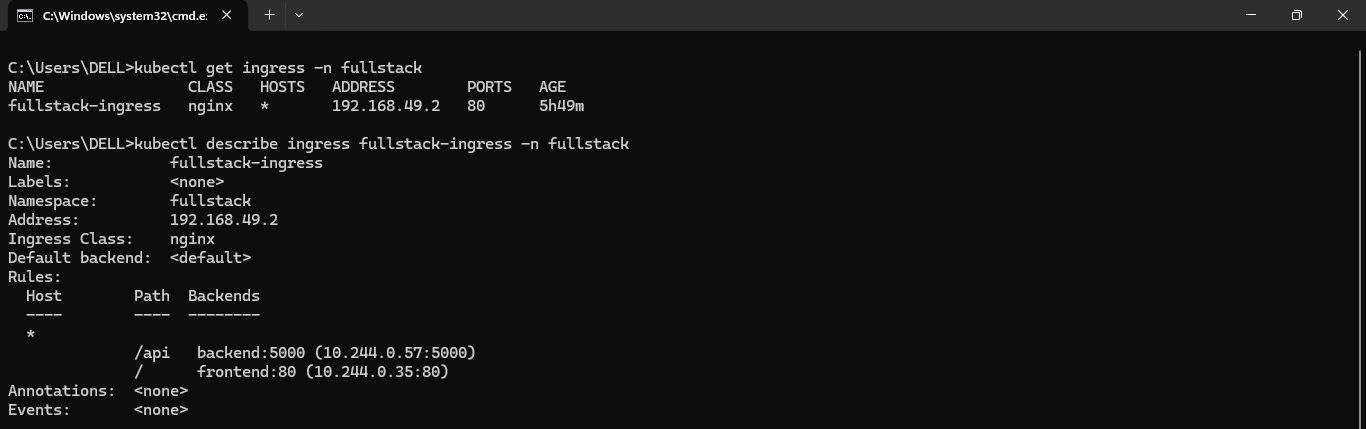 C:\Windows\system32\cmd.e:
C:\Users\DELL>kubectl get ingress -n fullstack
NAME                CLASS   HOSTS   ADDRESS        PORTS   AGE
fullstack-ingress   nginx   *       192.168.49.2   80      5h49m
C:\Users\DELL>kubectl describe ingress fullstack-ingress -n fullstack
Name:             fullstack-ingress
Labels:           <none>
Namespace:        fullstack
Address:          192.168.49.2
Ingress Class:    nginx
Default backend:  <default>
Rules:
  Host        Path  Backends
  ----        ----  --------
  *
              /api   backend:5000 (10.244.0.57:5000)
              /      frontend:80 (10.244.0.35:80)
Annotations:  <none>
Events:       <none>